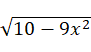 √(10 − 9x²)